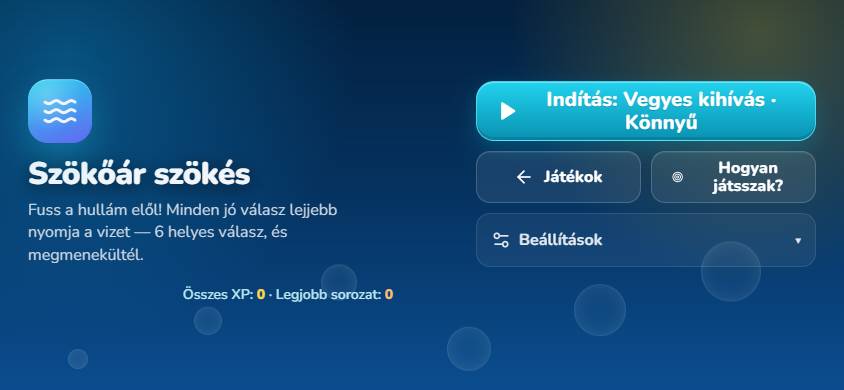 Szökőár szökés
Fuss a hullám elől! Minden jó válasz lejjebb
nyomja a vizet — 6 helyes válasz, és
megmenekültél.
Összes XP: 0 · Legjobb sorozat: 0
Indítás: Vegyes kihívás ·
Könnyű
Játékok
Hogyan
játsszak?
Beállítások